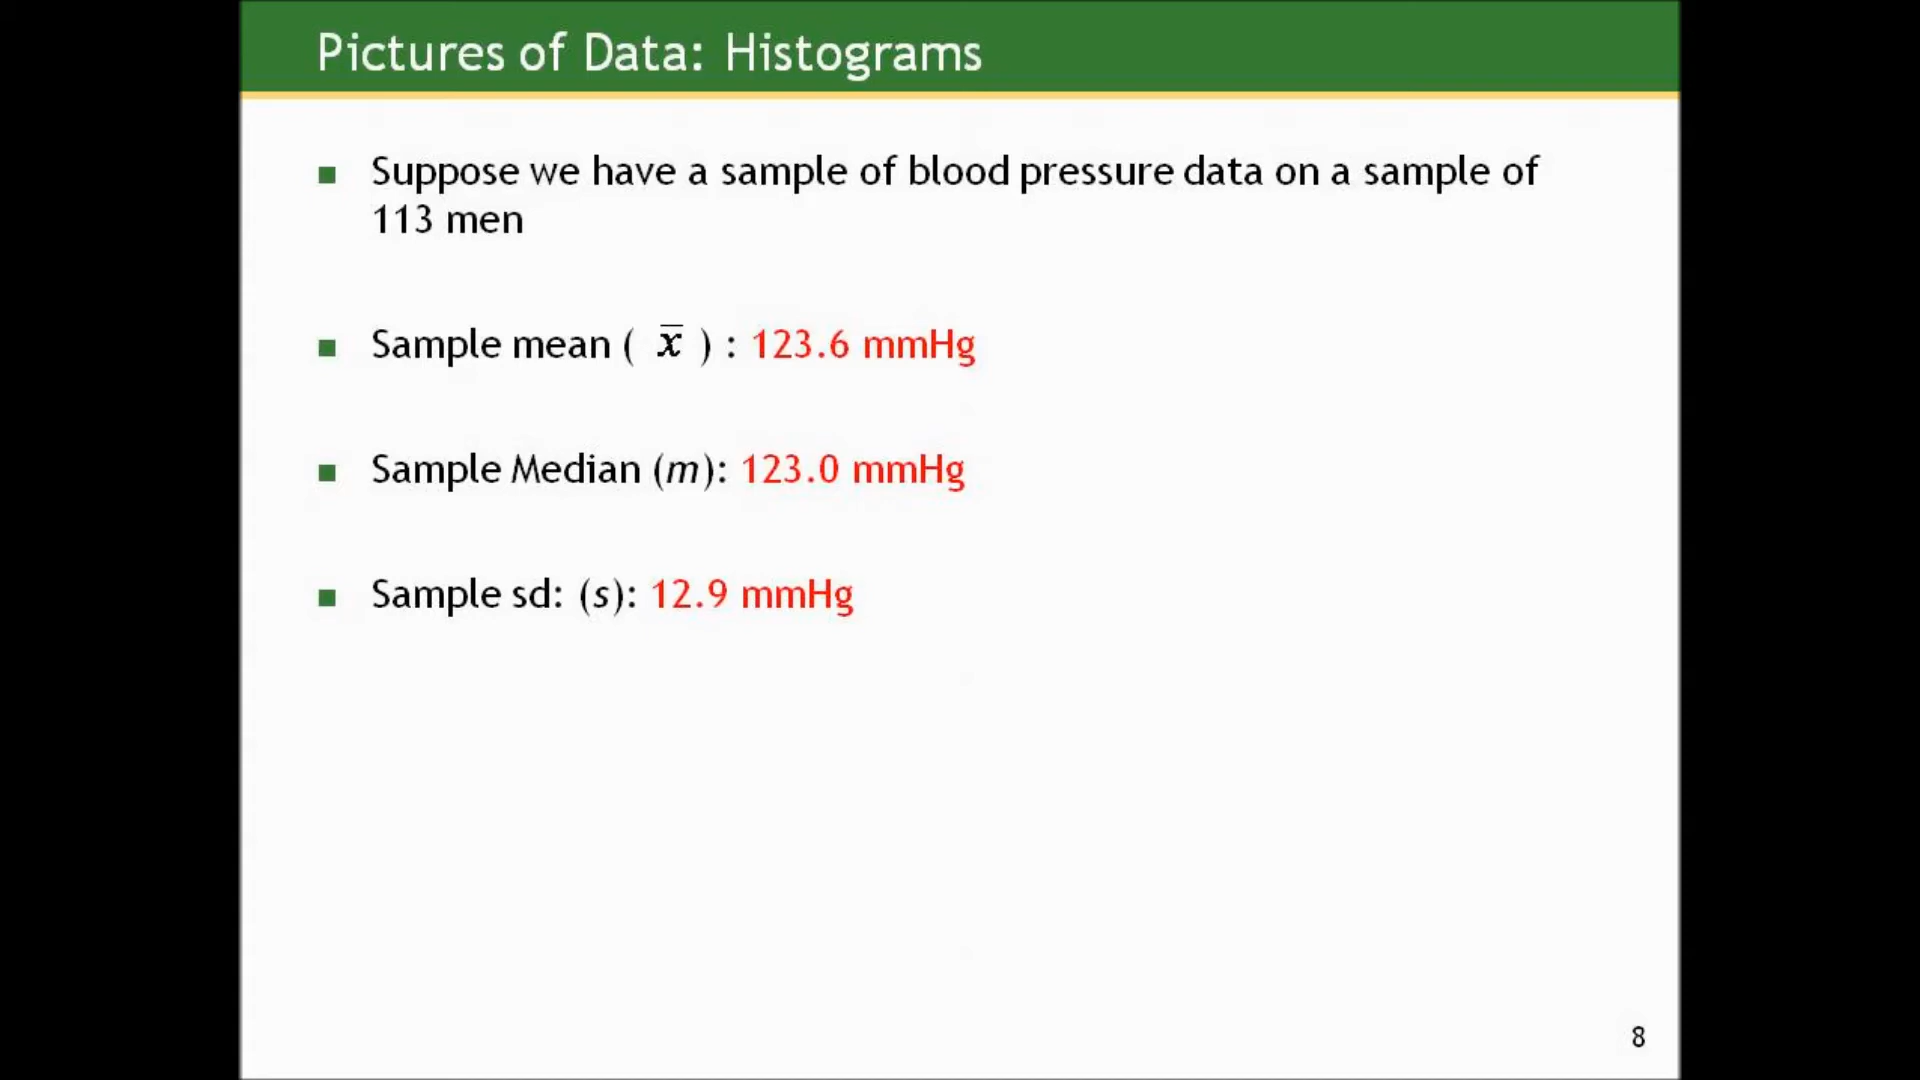 Pictures of Data: Histograms
■ Suppose we have a sample of blood pressure data on a sample of
113 men
■ Sample mean ( x̅ ) : 123.6 mmHg
■ Sample Median (m): 123.0 mmHg
■ Sample sd: (s): 12.9 mmHg
8